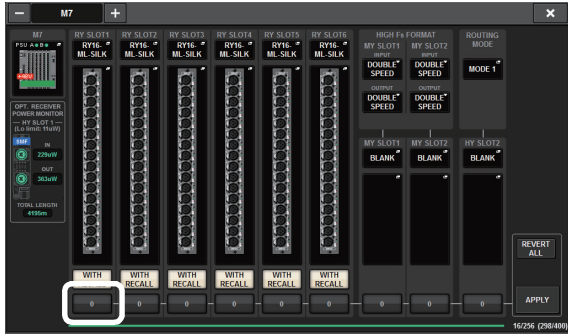 M7
M7
PSU A B
+48V
OPT. RECEIVER
POWER MONITOR
HY SLOT 1
(Lo limit: 11uW)
SMF
IN
229uW
OUT
363uW
TOTAL LENGTH
4195m
RY SLOT1
RY16-
ML-SILK
WITH
RECALL
0
RY SLOT2
RY16-
ML-SILK
WITH
RECALL
0
RY SLOT3
RY16-
ML-SILK
WITH
RECALL
0
RY SLOT4
RY16-
ML-SILK
WITH
RECALL
0
RY SLOT5
RY16-
ML-SILK
WITH
RECALL
0
RY SLOT6
RY16-
ML-SILK
WITH
RECALL
0
HIGH Fs FORMAT
MY SLOT1
INPUT
DOUBLE
SPEED
OUTPUT
DOUBLE
SPEED
MY SLOT2
INPUT
DOUBLE
SPEED
OUTPUT
DOUBLE
SPEED
ROUTING
MODE
MODE 1
MY SLOT1
BLANK
0
MY SLOT2
BLANK
0
HY SLOT2
BLANK
0
REVERT
ALL
APPLY
16/256 (298/400)